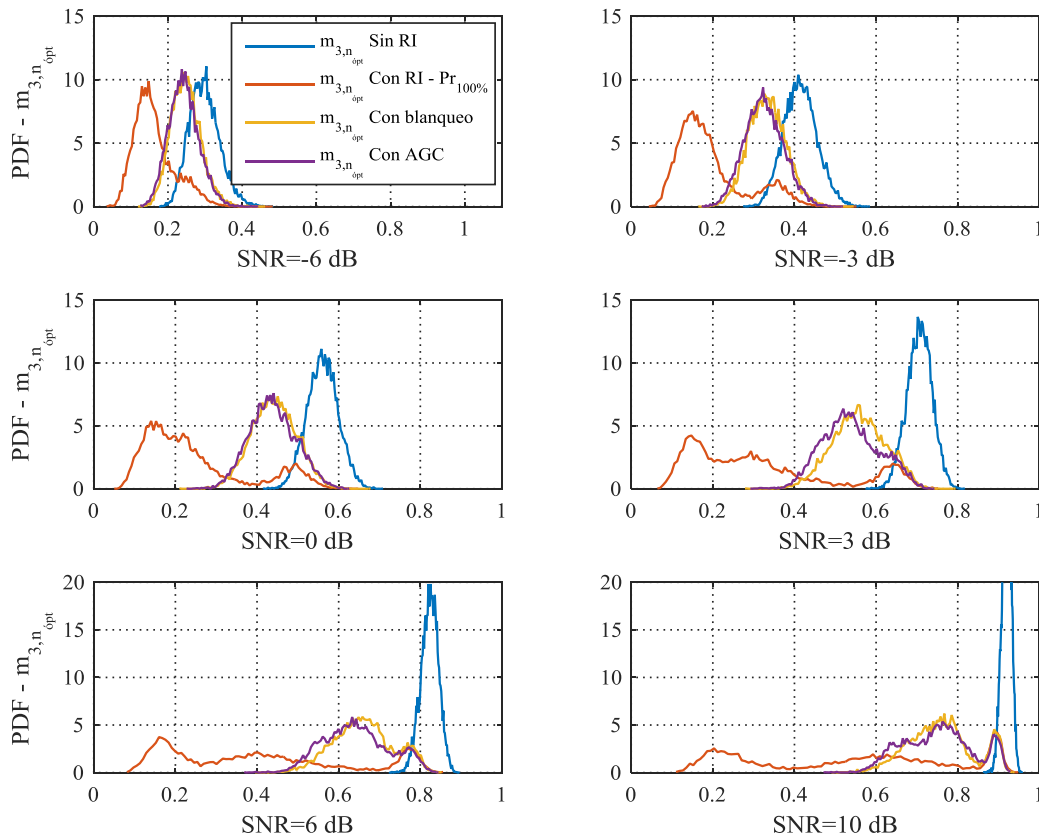 15
10
5
0
PDF - m3,nópt
0 0.2 0.4 0.6 0.8 1
SNR=-6 dB
m3,nópt Sin RI
m3,nópt Con RI - Pr100%
m3,nópt Con blanqueo
m3,nópt Con AGC
15
10
5
0
PDF - m3,nópt
0 0.2 0.4 0.6 0.8 1
SNR=-3 dB
15
10
5
0
PDF - m3,nópt
0 0.2 0.4 0.6 0.8 1
SNR=0 dB
15
10
5
0
0 0.2 0.4 0.6 0.8 1
SNR=3 dB
20
15
10
5
0
PDF - m3,nópt
0 0.2 0.4 0.6 0.8 1
SNR=6 dB
20
15
10
5
0
0 0.2 0.4 0.6 0.8 1
SNR=10 dB